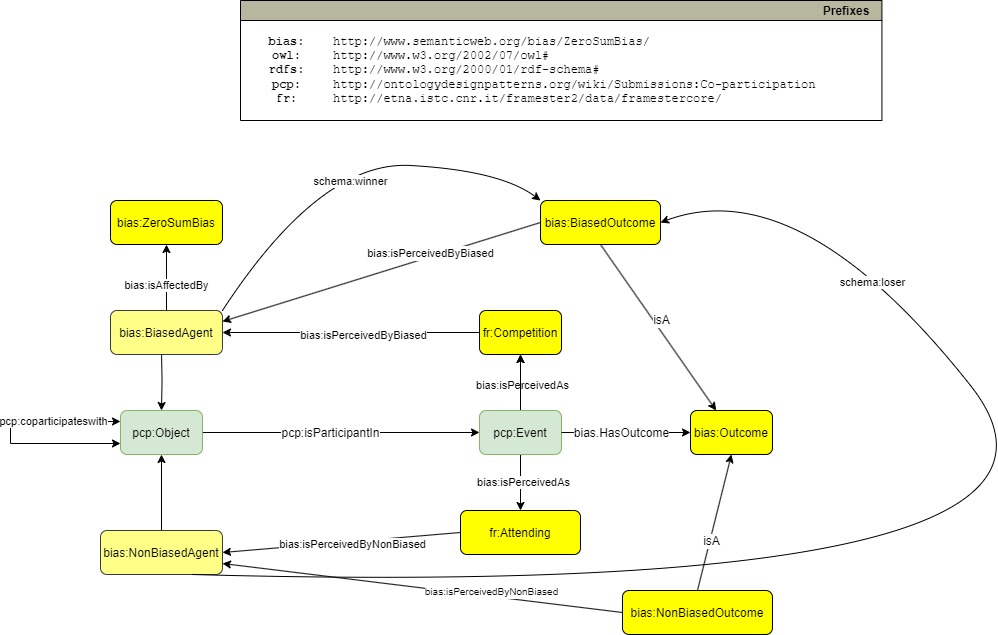 Prefixes
bias: http://www.semanticweb.org/bias/ZeroSumBias/
owl: http://www.w3.org/2002/07/owl#
rdfs: http://www.w3.org/2000/01/rdf-schema#
pcp: http://ontologydesignpatterns.org/wiki/Submissions:Co-participation
fr: http://etna.istc.cnr.it/framester2/data/framestercore/
schema:winner
bias:ZeroSumBias
bias:BiasedOutcome
bias:isPerceivedByBiased
bias:isAffectedBy
schema:loser
isA
bias:BiasedAgent
bias:isPerceivedByBiased
fr:Competition
bias:isPerceivedAs
pcp:coparticipateswith
pcp:Object
pcp:isParticipantIn
pcp:Event
bias.HasOutcome
bias:Outcome
bias:isPerceivedAs
fr:Attending
bias:isPerceivedByNonBiased
bias:NonBiasedAgent
isA
bias:isPerceivedByNonBiased
bias:NonBiasedOutcome